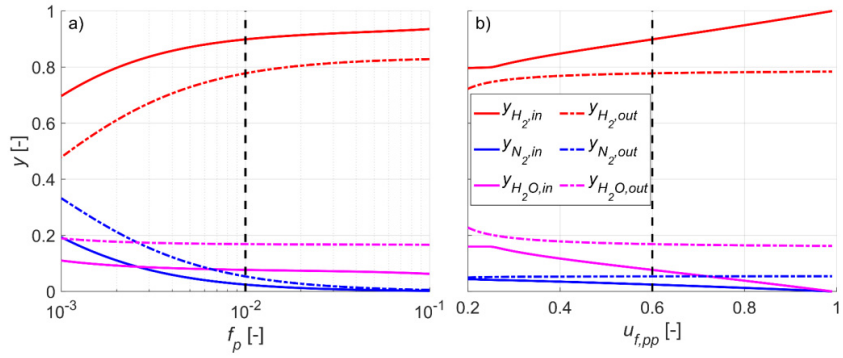 a)
b)
1
0.8
0.6
0.4
0.2
0
y [-]
10^-3 10^-2 10^-1
f_p [-]
y_H2,in y_H2,out
y_N2,in y_N2,out
y_H2O,in y_H2O,out
0.2 0.4 0.6 0.8 1
u_f,pp [-]